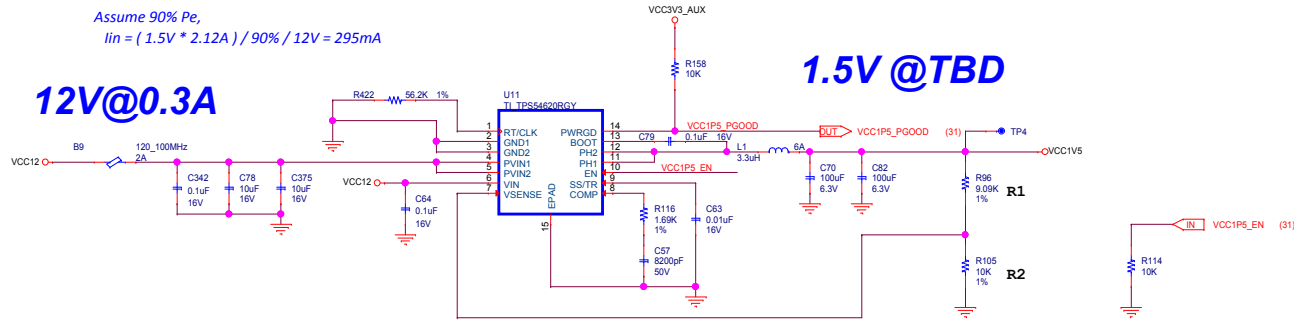 Assume 90% Pe,
Iin = ( 1.5V * 2.12A ) / 90% / 12V = 295mA
12V@0.3A
1.5V @TBD
VCC3V3_AUX
R158
10K
R422
56.2K 1%
U11
TI_TPS54620RGY
1
2
3
4
5
6
7
RT/CLK
GND1
GND2
PVIN1
PVIN2
VIN
VSENSE
EPAD
15
PWRGD
BOOT
PH2
PH1
EN
SS/TR
COMP
14
13
12
11
10
9
8
VCC1P5_PGOOD
C79
0.1uF 16V
OUT
VCC1P5_PGOOD (31)
TP4
L1
3.3uH
6A
VCC1V5
VCC1P5_EN
VCC12
B9
120_100MHz
2A
C342
0.1uF
16V
C78
10uF
16V
C375
10uF
16V
VCC12
C64
0.1uF
16V
R116
1.69K
1%
C57
8200pF
50V
C63
0.01uF
16V
C70
100uF
6.3V
C82
100uF
6.3V
R96
9.09K
1%
R1
R105
10K
1%
R2
IN
VCC1P5_EN (31)
R114
10K